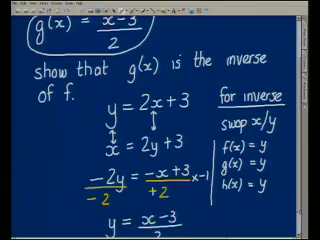 g(x) = x-3
2
show that g(x) is the inverse
of f.
y = 2x+3
x = 2y+3
-2y = -x+3 x-1
-2 +2
y = x-3
2
for inverse
swap x/y
f(x) = y
g(x) = y
h(x) = y